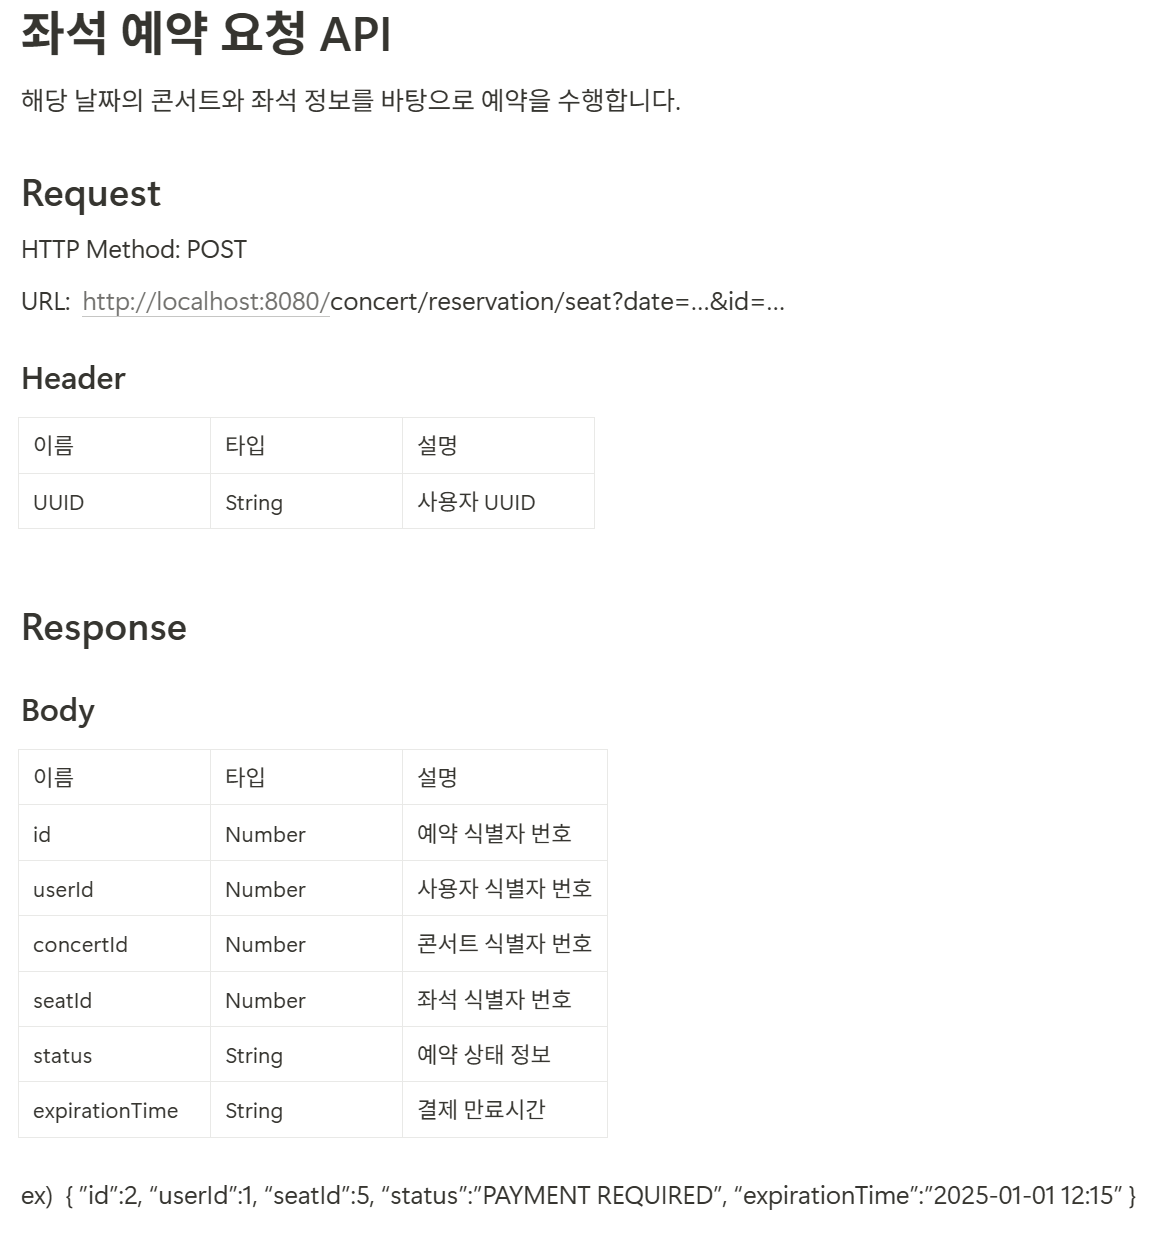 좌석 예약 요청 API
해당 날짜의 콘서트와 좌석 정보를 바탕으로 예약을 수행합니다.
Request
HTTP Method: POST
URL: http://localhost:8080/concert/reservation/seat?date=...&id=...
Header
이름 타입 설명
UUID String 사용자 UUID
Response
Body
이름 타입 설명
id Number 예약 식별자 번호
userId Number 사용자 식별자 번호
concertId Number 콘서트 식별자 번호
seatId Number 좌석 식별자 번호
status String 예약 상태 정보
expirationTime String 결제 만료시간
ex) { ”id”:2, “userId”:1, “seatId”:5, “status”:”PAYMENT REQUIRED”, “expirationTime”:”2025-01-01 12:15” }